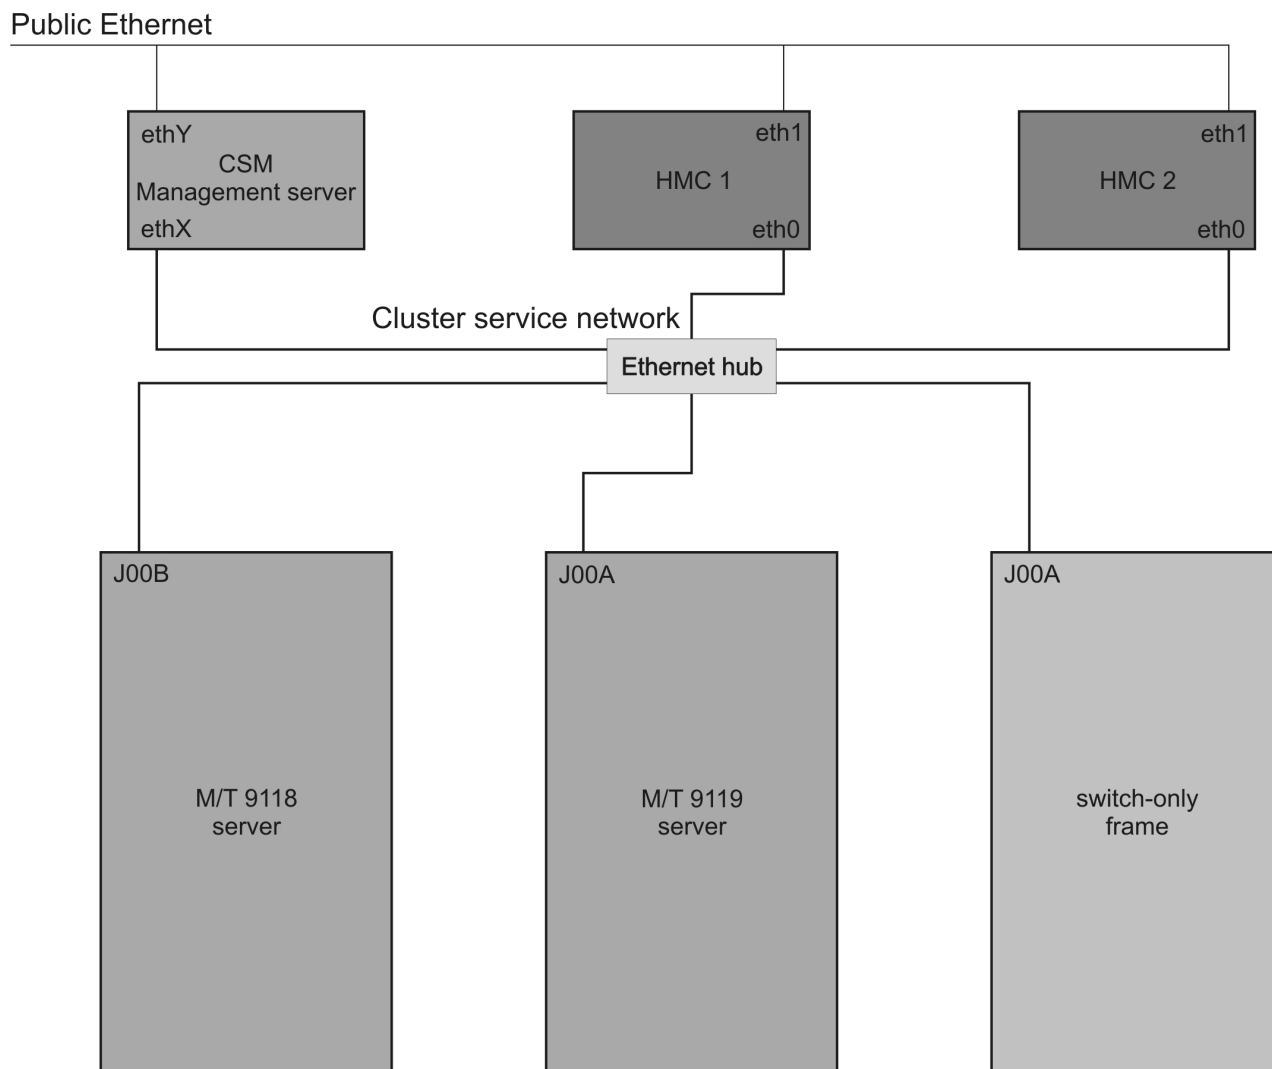 Public Ethernet
ethY
CSM
Management server
ethX
eth1
HMC 1
eth0
eth1
HMC 2
eth0
Cluster service network
Ethernet hub
J00B
M/T 9118
server
J00A
M/T 9119
server
J00A
switch-only
frame